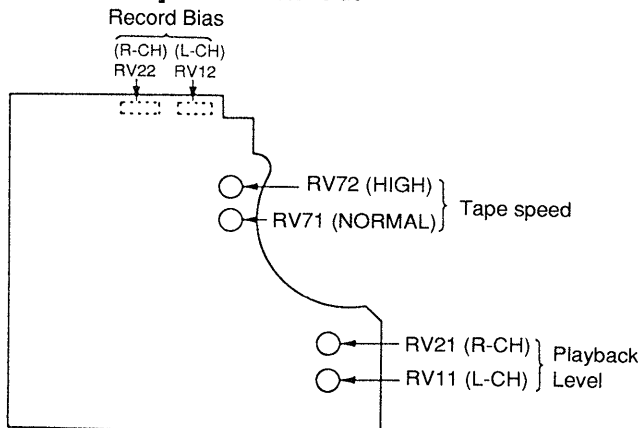 Record Bias
(R-CH) (L-CH)
RV22 RV12
RV72 (HIGH)
RV71 (NORMAL)
Tape speed
RV21 (R-CH)
RV11 (L-CH)
Playback
Level